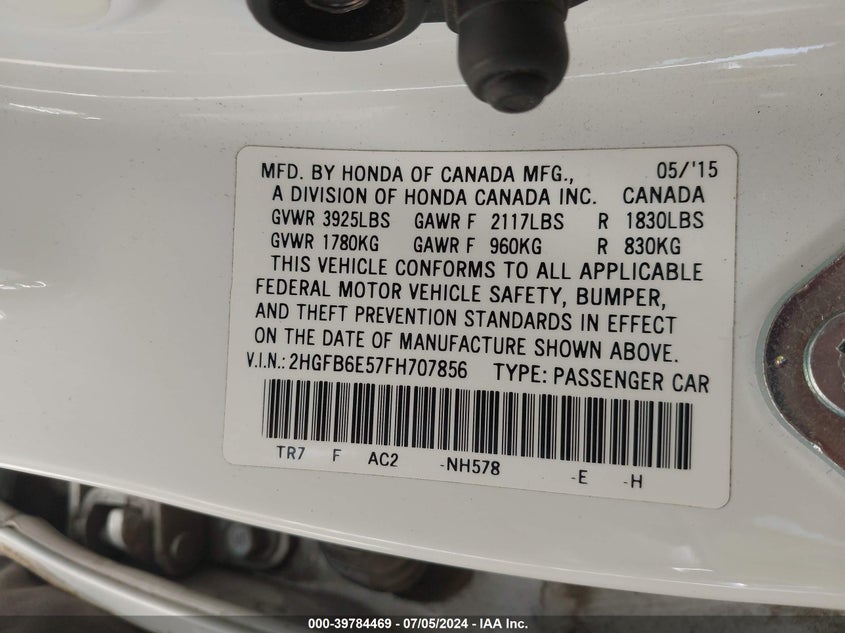 MFD. BY HONDA OF CANADA MFG., 05/'15
A DIVISION OF HONDA CANADA INC. CANADA
GVWR 3925LBS GAWR F 2117LBS R 1830LBS
GVWR 1780KG GAWR F 960KG R 830KG
THIS VEHICLE CONFORMS TO ALL APPLICABLE
FEDERAL MOTOR VEHICLE SAFETY, BUMPER,
AND THEFT PREVENTION STANDARDS IN EFFECT
ON THE DATE OF MANUFACTURE SHOWN ABOVE.
V.I.N.: 2HGFB6E57FH707856 TYPE: PASSENGER CAR
TR7 F AC2 -NH578 -E -H
000-39784469 - 07/05/2024 - IAA Inc.